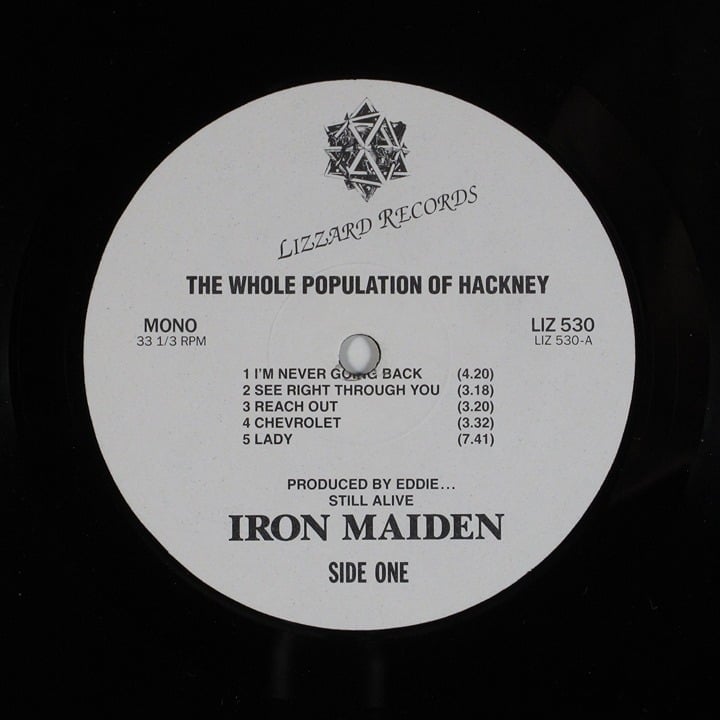 LIZZARD RECORDS
THE WHOLE POPULATION OF HACKNEY
MONO
33 1/3 RPM
LIZ 530
LIZ 530-A
1 I'M NEVER GOING BACK (4.20)
2 SEE RIGHT THROUGH YOU (3.18)
3 REACH OUT (3.20)
4 CHEVROLET (3.32)
5 LADY (7.41)
PRODUCED BY EDDIE...
STILL ALIVE
IRON MAIDEN
SIDE ONE